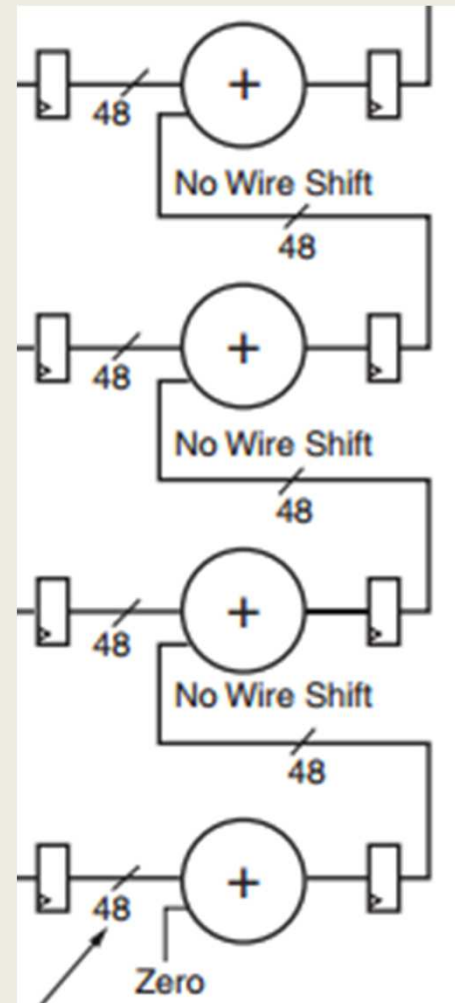 +
48
No Wire Shift
48
+
48
No Wire Shift
48
+
48
No Wire Shift
48
+
48
Zero